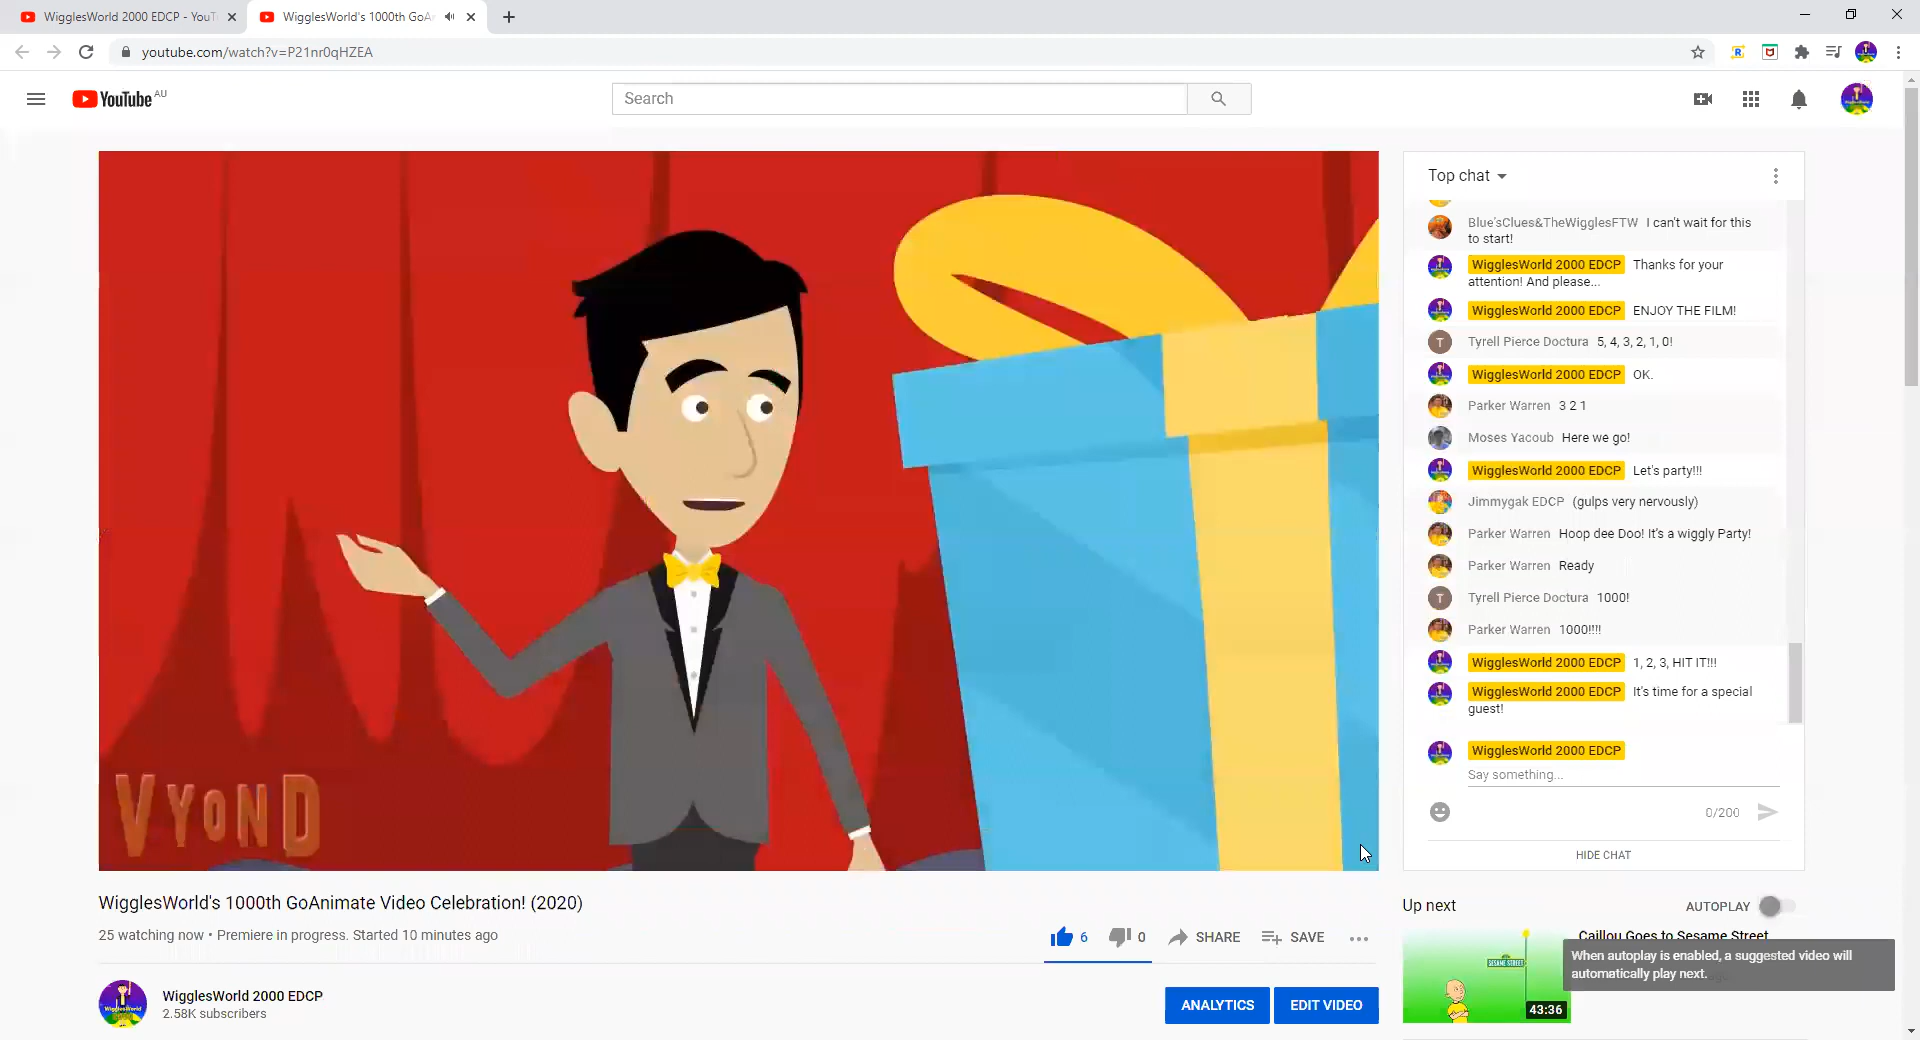 WigglesWorld 2000 EDCP - YouT
WigglesWorld's 1000th GoAn
youtube.com/watch?v=P21nr0qHZEA
YouTube AU
Search
Top chat
Blue'sClues&TheWigglesFTW I can't wait for this
to start!
WigglesWorld 2000 EDCP Thanks for your
attention! And please...
WigglesWorld 2000 EDCP ENJOY THE FILM!
T Tyrell Pierce Doctura 5, 4, 3, 2, 1, 0!
WigglesWorld 2000 EDCP OK.
Parker Warren 3 2 1
Moses Yacoub Here we go!
WigglesWorld 2000 EDCP Let's party!!!
Jimmygak EDCP (gulps very nervously)
Parker Warren Hoop dee Doo! It's a wiggly Party!
Parker Warren Ready
T Tyrell Pierce Doctura 1000!
Parker Warren 1000!!!!
WigglesWorld 2000 EDCP 1, 2, 3, HIT IT!!!
WigglesWorld 2000 EDCP It's time for a special
guest!
WigglesWorld 2000 EDCP
Say something...
0/200
HIDE CHAT
VYOND
WigglesWorld's 1000th GoAnimate Video Celebration! (2020)
25 watching now • Premiere in progress. Started 10 minutes ago
6 0 SHARE SAVE
WigglesWorld 2000 EDCP
2.58K subscribers
ANALYTICS EDIT VIDEO
Up next AUTOPLAY
Caillou Goes to Sesame Street
When autoplay is enabled, a suggested video will
automatically play next.
SESAME STREET
43:36